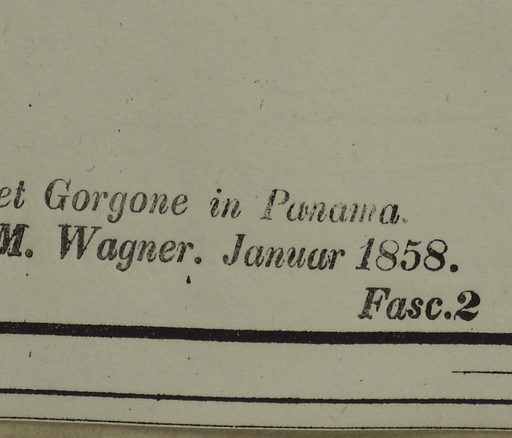 et Gorgone in Panama.
M. Wagner. Januar 1858.
Fasc.2